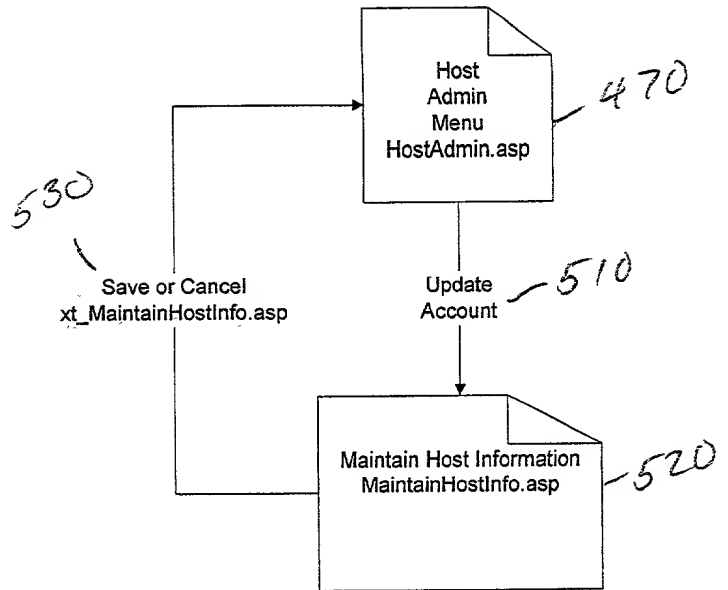 Host
Admin
Menu
HostAdmin.asp
470
530
Save or Cancel
xt_MaintainHostInfo.asp
Update
Account
510
Maintain Host Information
MaintainHostInfo.asp
520